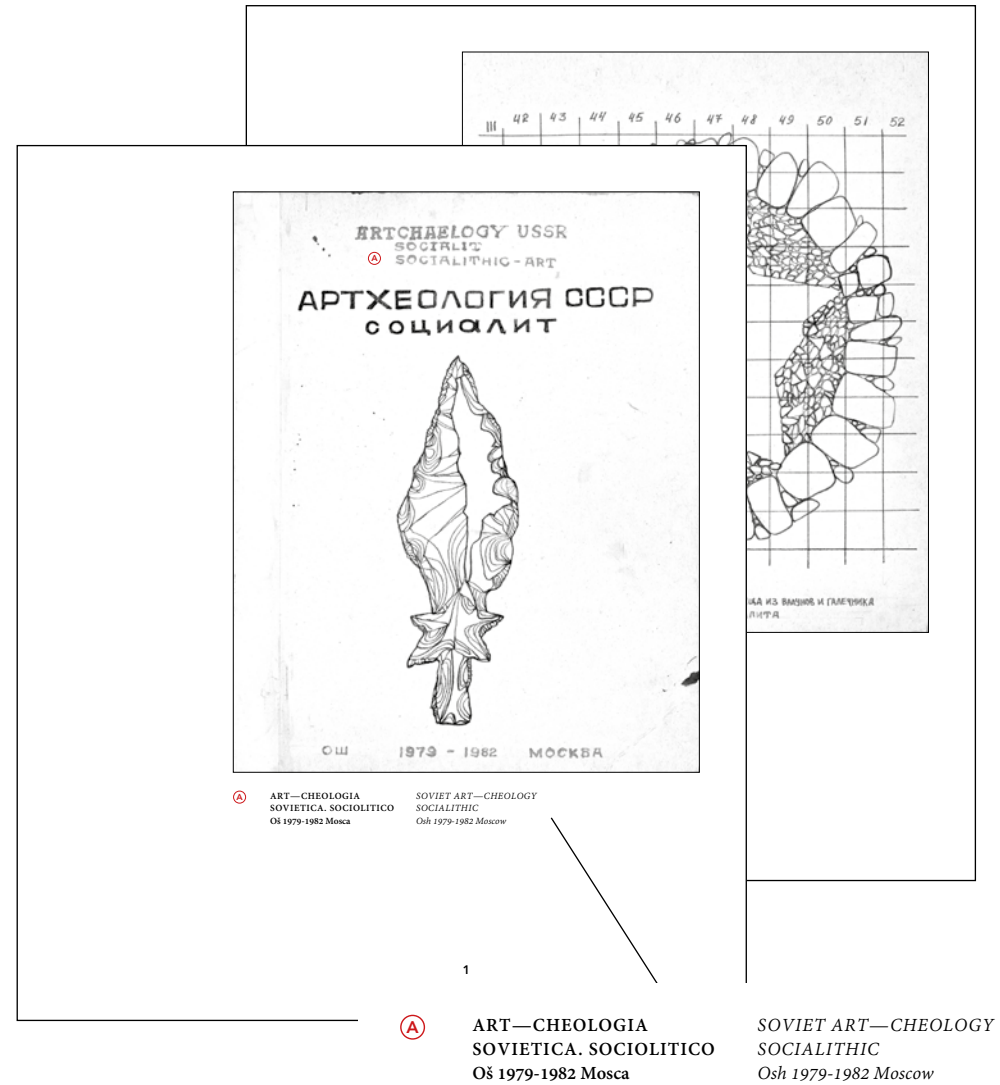 III 42 43 44 45 46 47 48 49 50 51 52
ARTCHAELOGY USSR
SOCIALIT
Ⓐ SOCIALITHIC-ART
АРТХЕОЛОГИЯ СССР
СОЦИАЛИТ
ИЗ ВАЛУНОВ И ГАЛЕЧНИКА
ОШ 1979 - 1982 МОСКВА
Ⓐ ART—CHEOLOGIA
SOVIETICA. SOCIOLITICO
Oš 1979-1982 Mosca
SOVIET ART—CHEOLOGY
SOCIALITHIC
Osh 1979-1982 Moscow
1
Ⓐ ART—CHEOLOGIA
SOVIETICA. SOCIOLITICO
Oš 1979-1982 Mosca
SOVIET ART—CHEOLOGY
SOCIALITHIC
Osh 1979-1982 Moscow